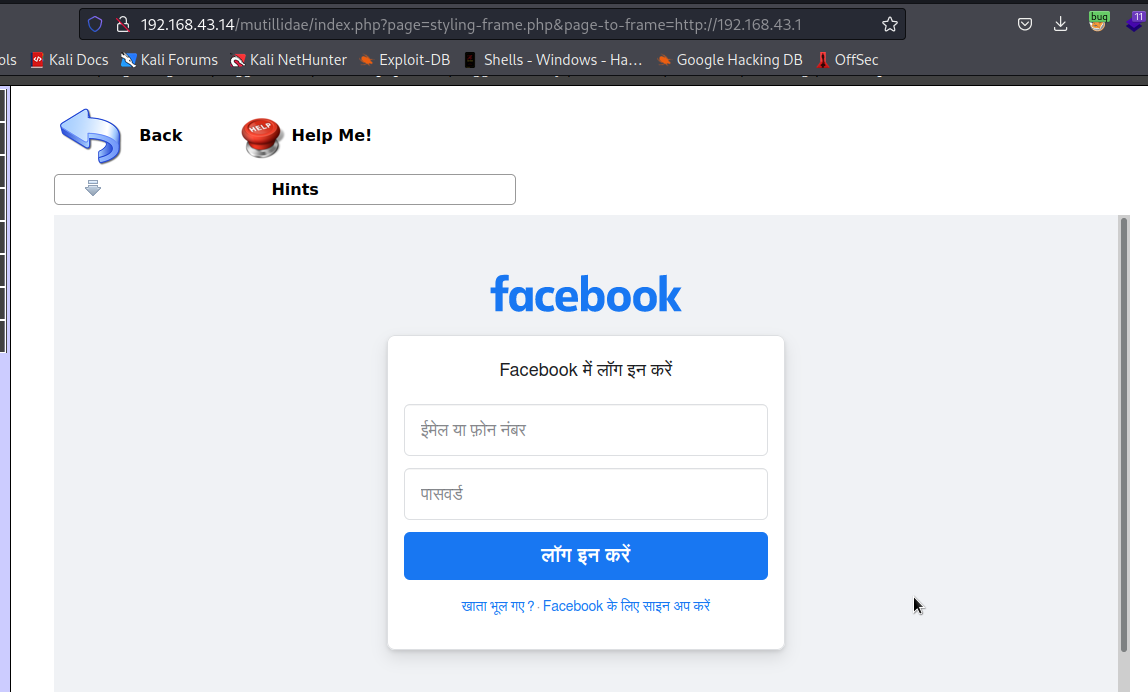 192.168.43.14/mutillidae/index.php?page=styling-frame.php&page-to-frame=http://192.168.43.1
bug
11
ols Kali Docs Kali Forums Kali NetHunter Exploit-DB Shells - Windows - Ha... Google Hacking DB OffSec
Back HELP Help Me!
Hints
facebook
Facebook में लॉग इन करें
ईमेल या फ़ोन नंबर
पासवर्ड
लॉग इन करें
खाता भूल गए ? · Facebook के लिए साइन अप करें